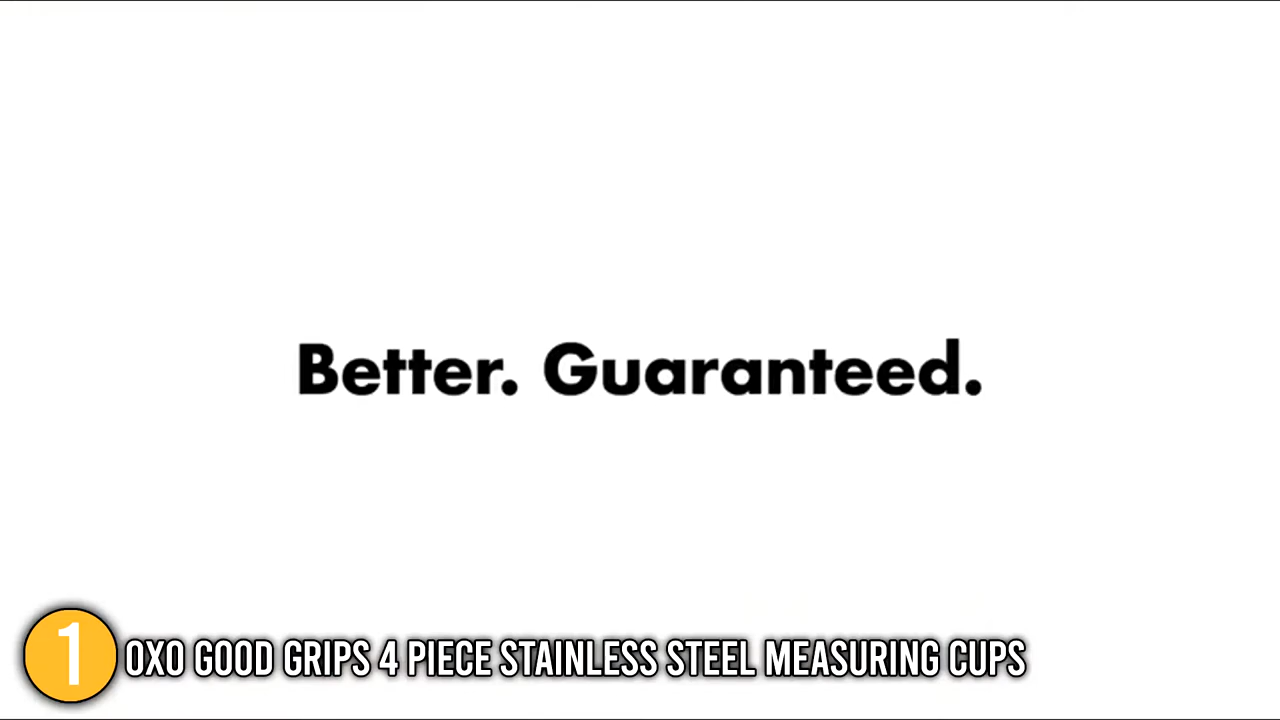 Better. Guaranteed.
1 OXO GOOD GRIPS 4 PIECE STAINLESS STEEL MEASURING CUPS